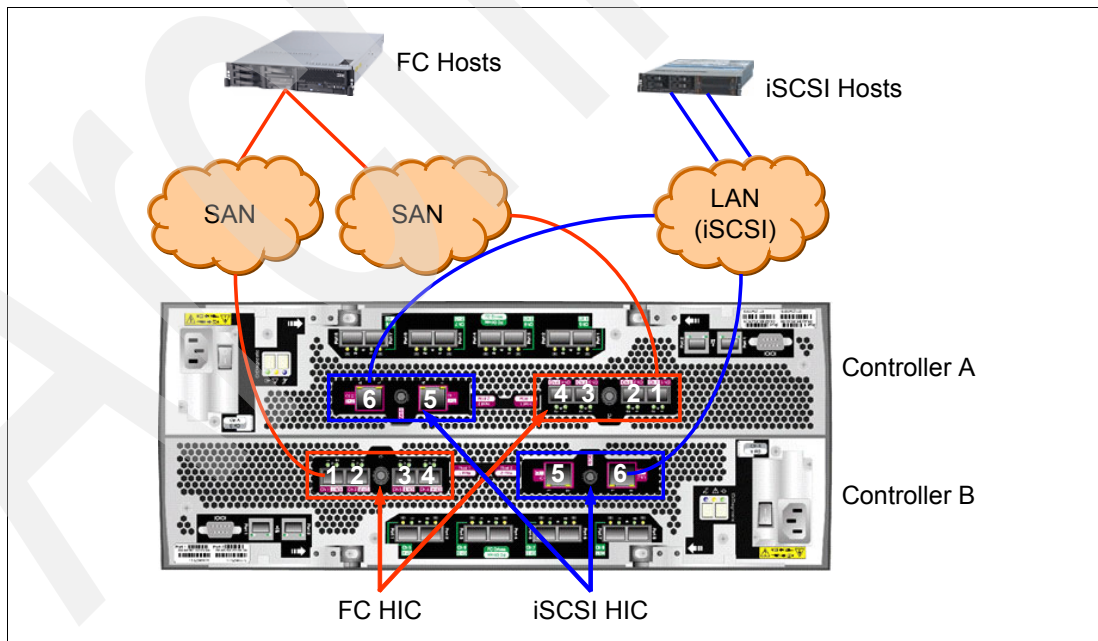 FC Hosts
iSCSI Hosts
SAN
SAN
LAN
(iSCSI)
Controller A
6
5
4
3
2
1
1
2
3
4
5
6
Controller B
FC HIC
iSCSI HIC